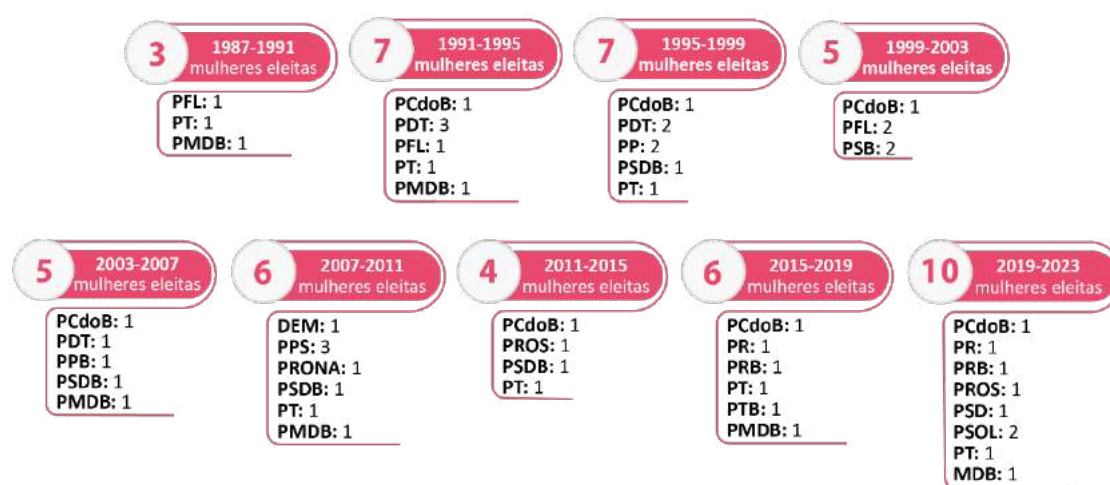 3
1987-1991
mulheres eleitas
PFL: 1
PT: 1
PMDB: 1
7
1991-1995
mulheres eleitas
PCdoB: 1
PDT: 3
PFL: 1
PT: 1
PMDB: 1
7
1995-1999
mulheres eleitas
PCdoB: 1
PDT: 2
PP: 2
PSDB: 1
PT: 1
5
1999-2003
mulheres eleitas
PCdoB: 1
PFL: 2
PSB: 2
5
2003-2007
mulheres eleitas
PCdoB: 1
PDT: 1
PPB: 1
PSDB: 1
PMDB: 1
6
2007-2011
mulheres eleitas
DEM: 1
PPS: 3
PRONA: 1
PSDB: 1
PT: 1
PMDB: 1
4
2011-2015
mulheres eleitas
PCdoB: 1
PROS: 1
PSDB: 1
PT: 1
6
2015-2019
mulheres eleitas
PCdoB: 1
PR: 1
PRB: 1
PT: 1
PTB: 1
PMDB: 1
10
2019-2023
mulheres eleitas
PCdoB: 1
PR: 1
PRB: 1
PROS: 1
PSD: 1
PSOL: 2
PT: 1
MDB: 1